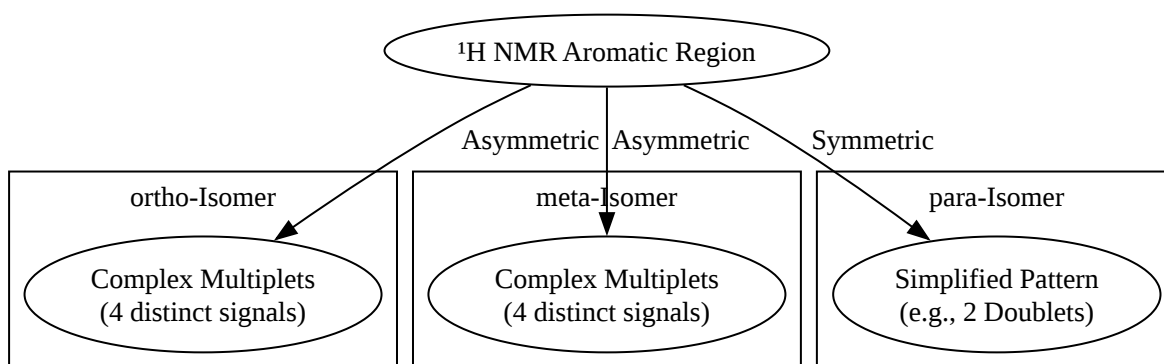 ¹H NMR Aromatic Region
Asymmetric
Asymmetric
Symmetric
ortho-Isomer
meta-Isomer
para-Isomer
Complex Multiplets
(4 distinct signals)
Complex Multiplets
(4 distinct signals)
Simplified Pattern
(e.g., 2 Doublets)